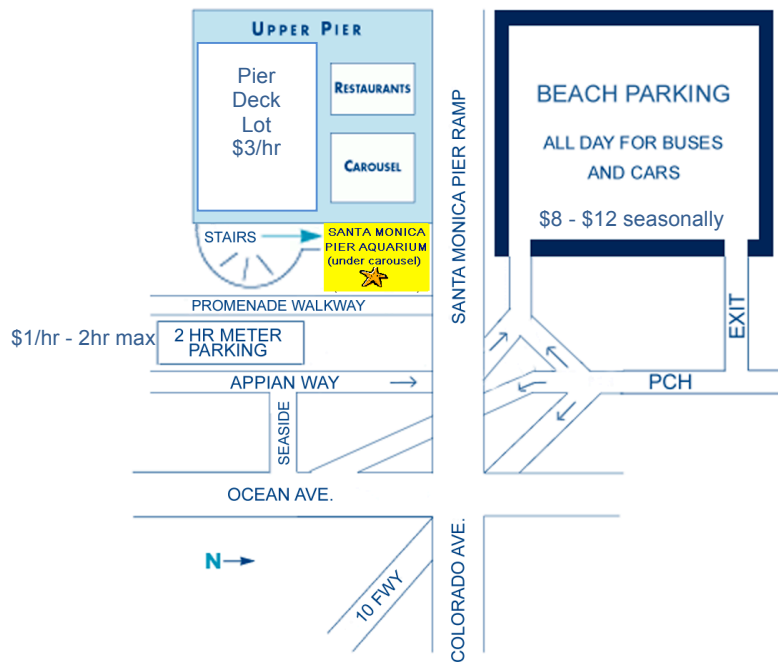 UPPER PIER
Pier
Deck
Lot
$3/hr
RESTAURANTS
CAROUSEL
SANTA MONICA PIER RAMP
BEACH PARKING
ALL DAY FOR BUSES
AND CARS
$8 - $12 seasonally
STAIRS
SANTA MONICA
PIER AQUARIUM
(under carousel)
PROMENADE WALKWAY
$1/hr - 2hr max
2 HR METER
PARKING
EXIT
APPIAN WAY
PCH
SEASIDE
OCEAN AVE.
N
10 FWY
COLORADO AVE.